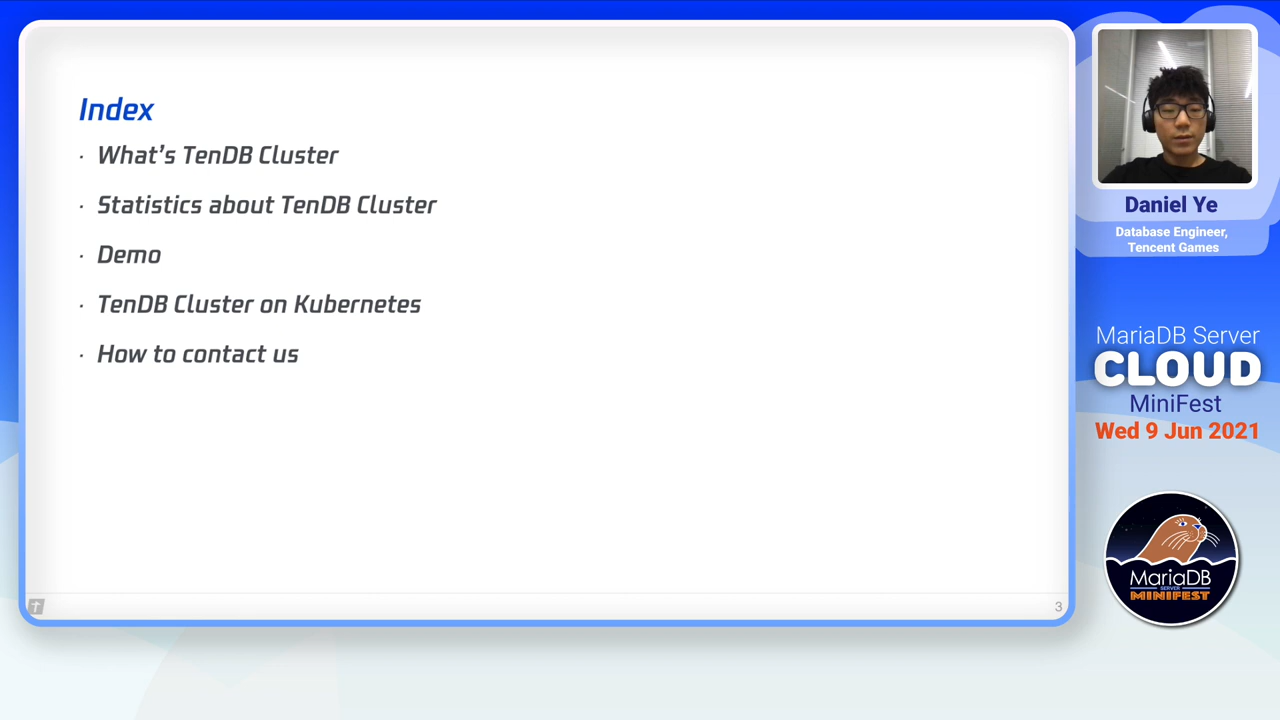 Index
· What's TenDB Cluster
· Statistics about TenDB Cluster
· Demo
· TenDB Cluster on Kubernetes
· How to contact us
3
Daniel Ye
Database Engineer,
Tencent Games
MariaDB Server
CLOUD
MiniFest
Wed 9 Jun 2021
MariaDB
SERVER
MINIFEST